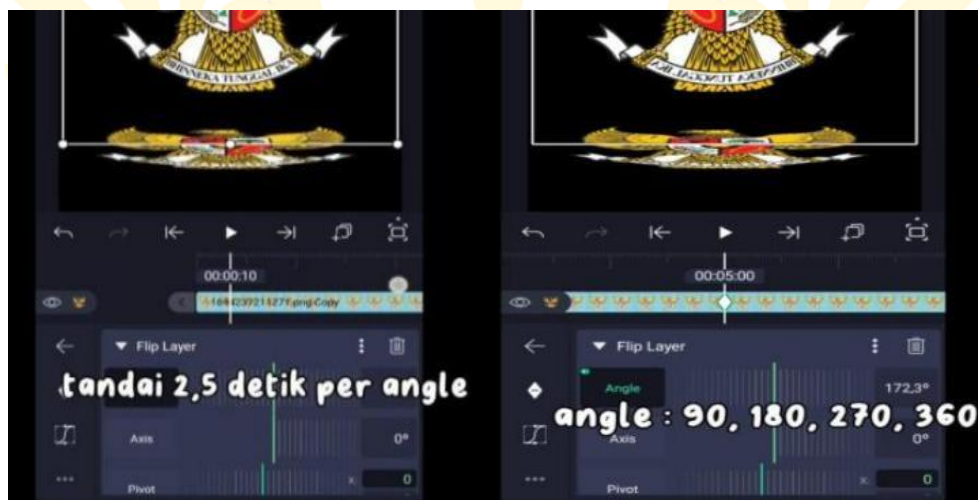 BHINNEKA TUNGGAL IKA
BHINNEKA TUNGGAL IKA
00:00:10
.png Copy
Flip Layer
tandai 2,5 detik per angle
Axis
0°
Pivot
X:
0
00:05:00
Flip Layer
Angle
172,3°
angle : 90, 180, 270, 360
Axis
0°
Pivot
X:
0